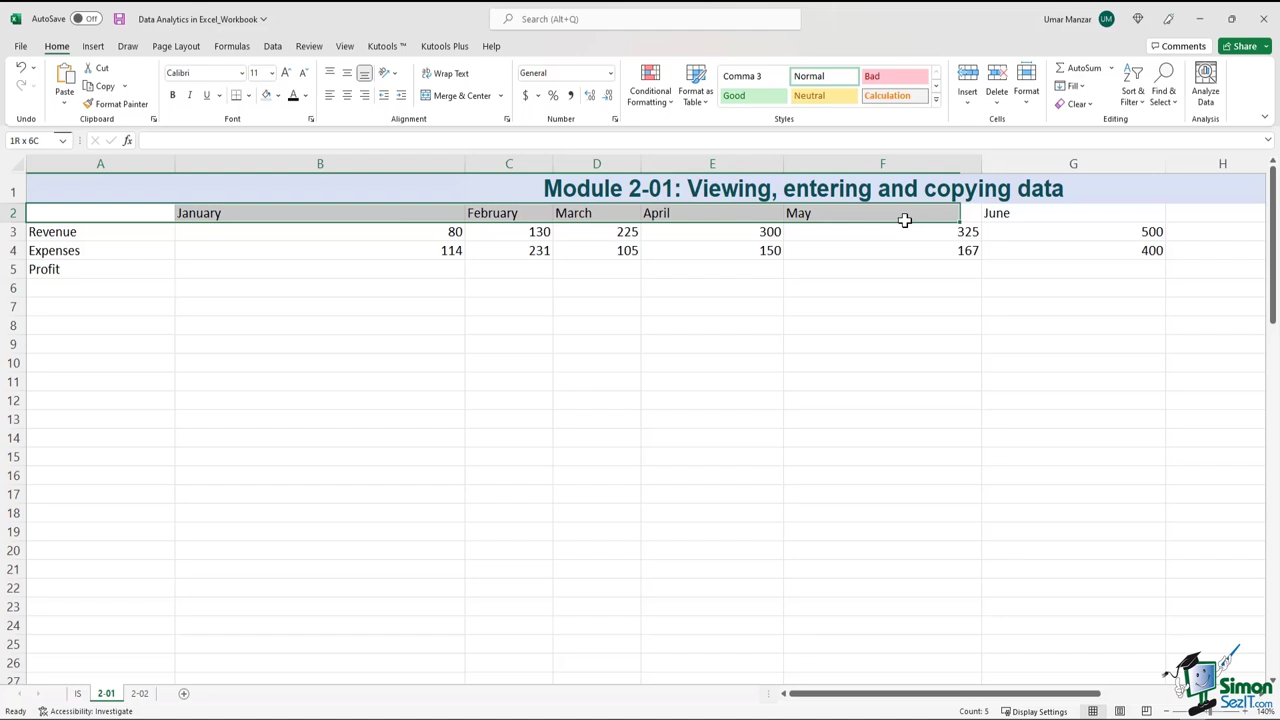 AutoSave Off Data Analytics in Excel_Workbook Search (Alt+Q) Umar Manzar UM
File Home Insert Draw Page Layout Formulas Data Review View Kutools ™ Kutools Plus Help Comments Share
Cut
Copy
Format Painter
Paste
Calibri 11
B I U
Wrap Text
Merge & Center
General
$ % ,
Conditional Formatting
Format as Table
Comma 3 Normal Bad
Good Neutral Calculation
Insert Delete Format
AutoSum
Fill
Clear
Sort & Filter
Find & Select
Analyze Data
Undo Clipboard Font Alignment Number Styles Cells Editing Analysis
1R x 6C fx
A B C D E F G H
1 Module 2-01: Viewing, entering and copying data
2 January February March April May June
3 Revenue 80 130 225 300 325 500
4 Expenses 114 231 105 150 167 400
5 Profit
6
7
8
9
10
11
12
13
14
15
16
17
18
19
20
21
22
23
24
25
26
27
IS 2-01 2-02
Simon
SezIT.com
Ready Accessibility: Investigate Count: 5 Display Settings 140%